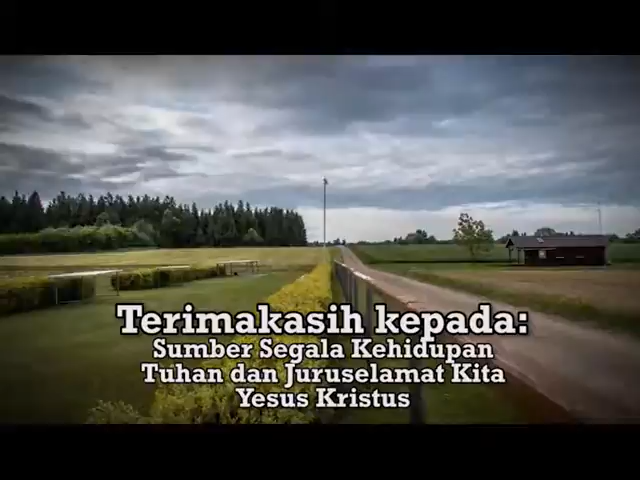 Terimakasih kepada:
Sumber Segala Kehidupan
Tuhan dan Juruselamat Kita
Yesus Kristus